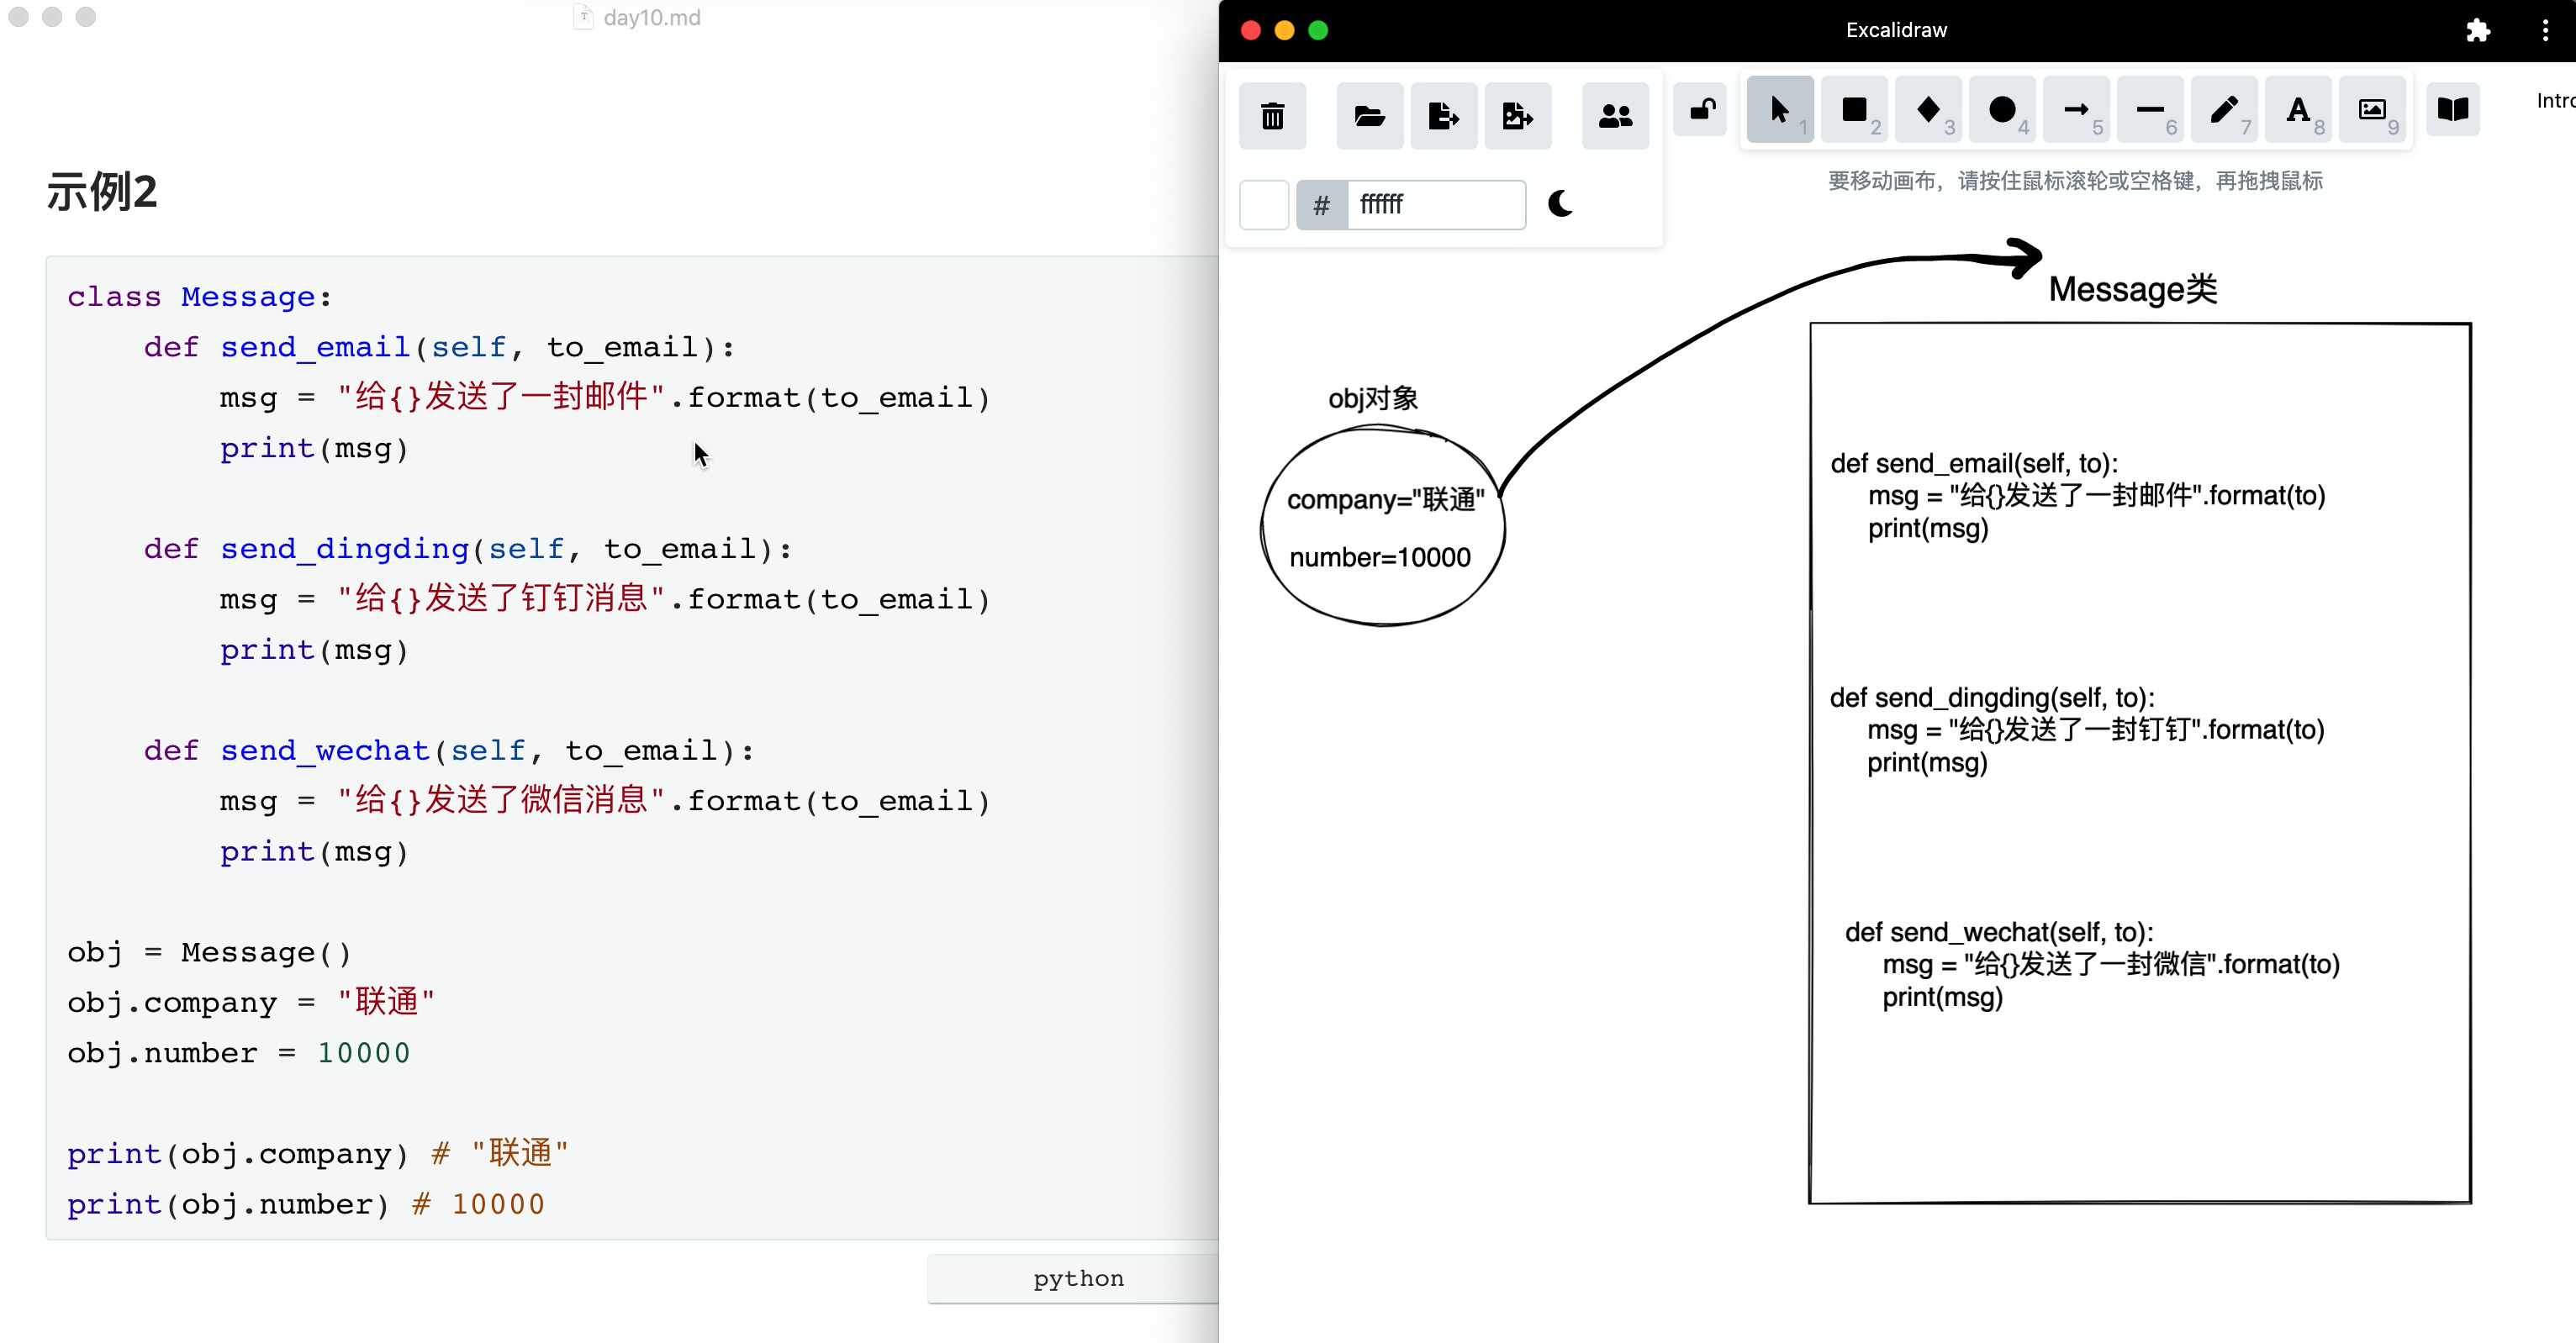 day10.md
示例2
class Message:
def send_email(self, to_email):
msg = "给{}发送了一封邮件".format(to_email)
print(msg)
def send_dingding(self, to_email):
msg = "给{}发送了钉钉消息".format(to_email)
print(msg)
def send_wechat(self, to_email):
msg = "给{}发送了微信消息".format(to_email)
print(msg)
obj = Message()
obj.company = "联通"
obj.number = 10000
print(obj.company) # "联通"
print(obj.number) # 10000
python
Excalidraw
1 2 3 4 5 6 7 A 8 9
Intro
# ffffff
要移动画布，请按住鼠标滚轮或空格键，再拖拽鼠标
Message类
obj对象
company="联通"
number=10000
def send_email(self, to):
msg = "给{}发送了一封邮件".format(to)
print(msg)
def send_dingding(self, to):
msg = "给{}发送了一封钉钉".format(to)
print(msg)
def send_wechat(self, to):
msg = "给{}发送了一封微信".format(to)
print(msg)